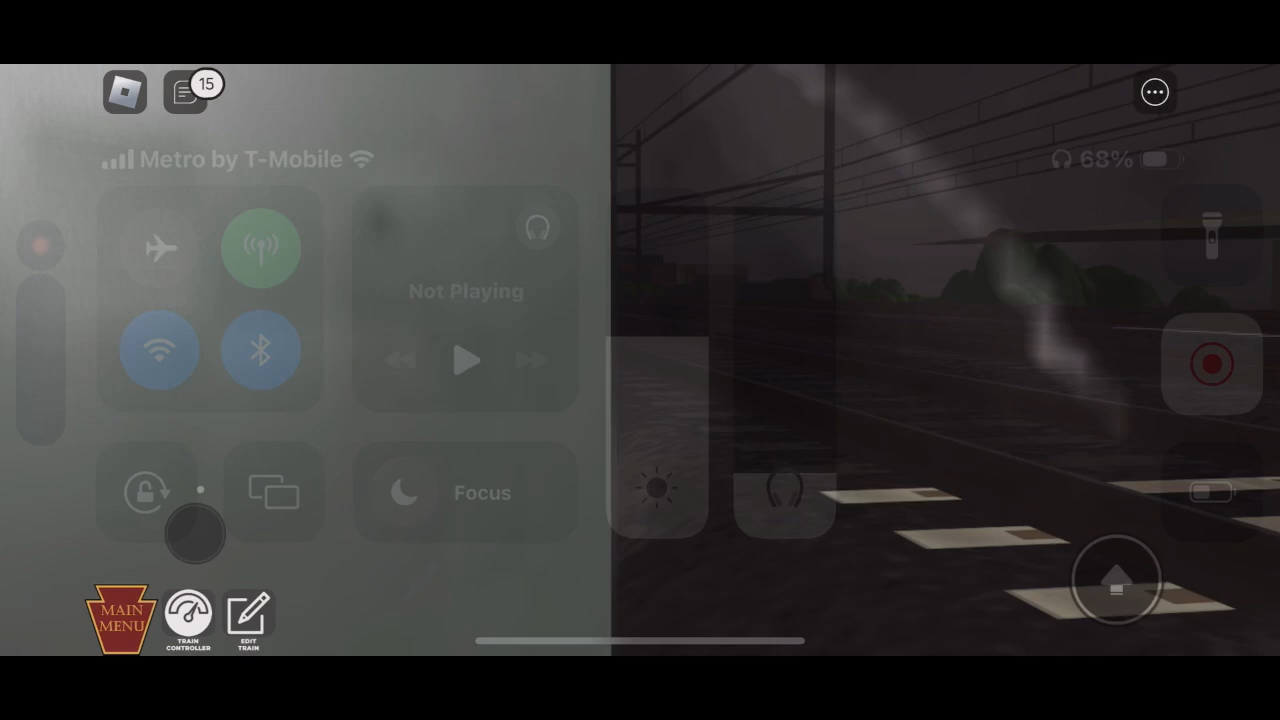 15
Metro by T-Mobile
68%
Not Playing
Focus
MAIN
MENU
TRAIN
CONTROLLER
EDIT
TRAIN